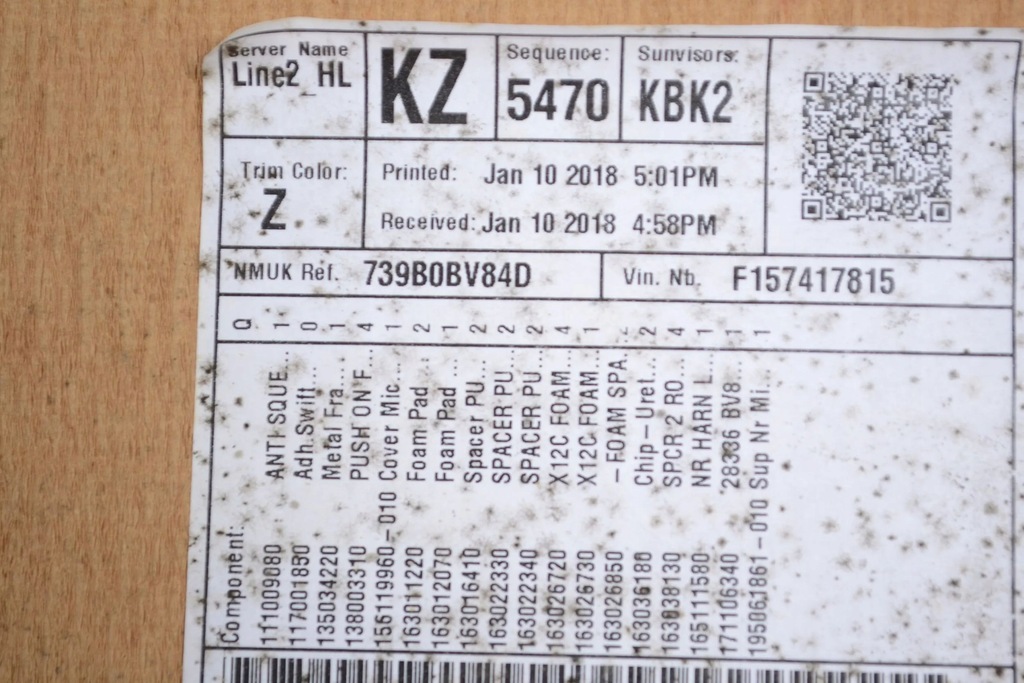 Server Name
Line2_HL
KZ
Sequence:
5470
Sunvisors:
KBK2
Trim Color:
Z
Printed: Jan 10 2018 5:01PM
Received: Jan 10 2018 4:58PM
NMUK Ref. 739B0BV84D
Vin. Nb. F157417815
Component: Q
111009080 ANTI-SQUE... 1
117001830 Adh.Swift... 0
135034220 Metal Fra... 1
138003310 PUSH ON F... 4
156119960-010 Cover Mic... 1
163011220 Foam Pad ... 2
163012070 Foam Pad ... 1
163016410 Spacer PU... 2
163022330 SPACER PU... 2
163022340 SPACER PU... 2
163026720 X12C FOAM... 4
163026730 X12C FOAM... 1
163026850 -FOAM SPA...
163036180 Chip-Uret... 2
163038130 SPCR 2 RO... 4
165111580 NR HARN L... 1
171106340 28336 BV8... 1
195061861-010 Sup Nr Mi... 1